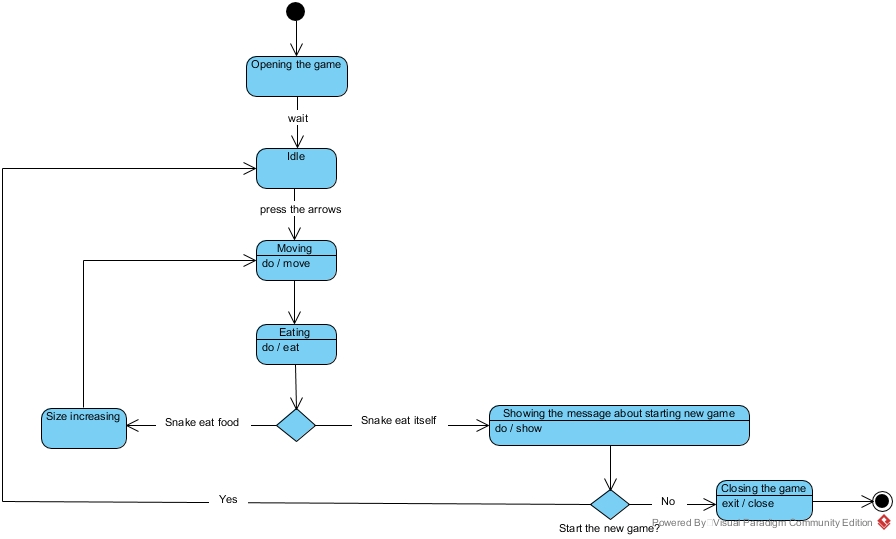 Opening the game
wait
Idle
press the arrows
Moving
do / move
Eating
do / eat
Size increasing
Snake eat food
Snake eat itself
Showing the message about starting new game
do / show
Yes
No
Closing the game
exit / close
Start the new game?
Powered By Visual Paradigm Community Edition